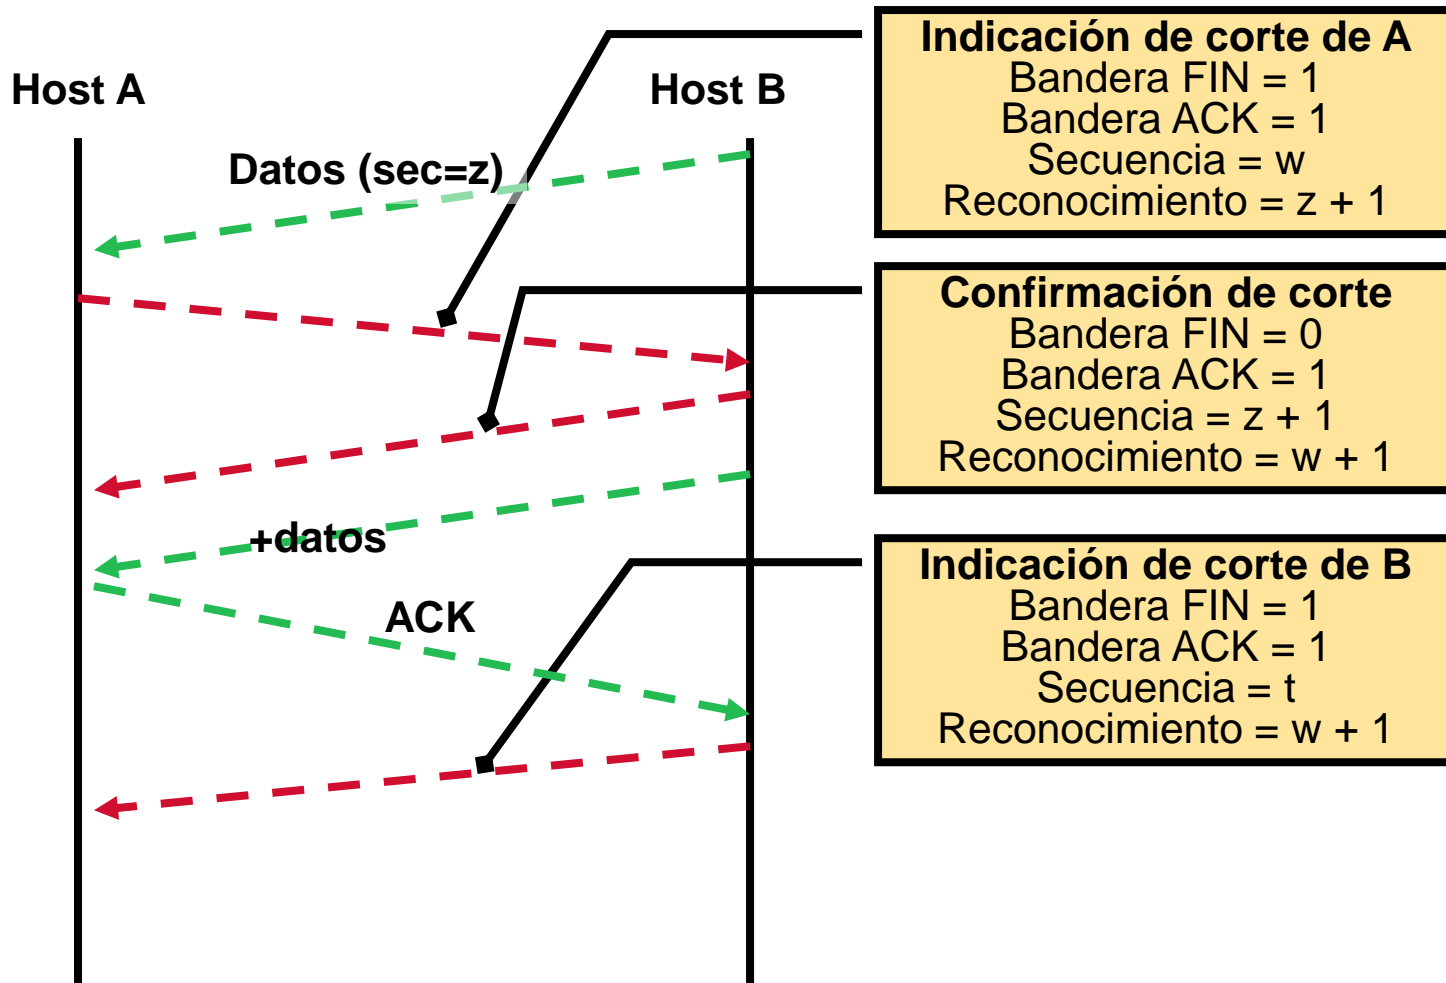 Host A
Host B
Datos (sec=z)
+datos
ACK
Indicación de corte de A
Bandera FIN = 1
Bandera ACK = 1
Secuencia = w
Reconocimiento = z + 1
Confirmación de corte
Bandera FIN = 0
Bandera ACK = 1
Secuencia = z + 1
Reconocimiento = w + 1
Indicación de corte de B
Bandera FIN = 1
Bandera ACK = 1
Secuencia = t
Reconocimiento = w + 1